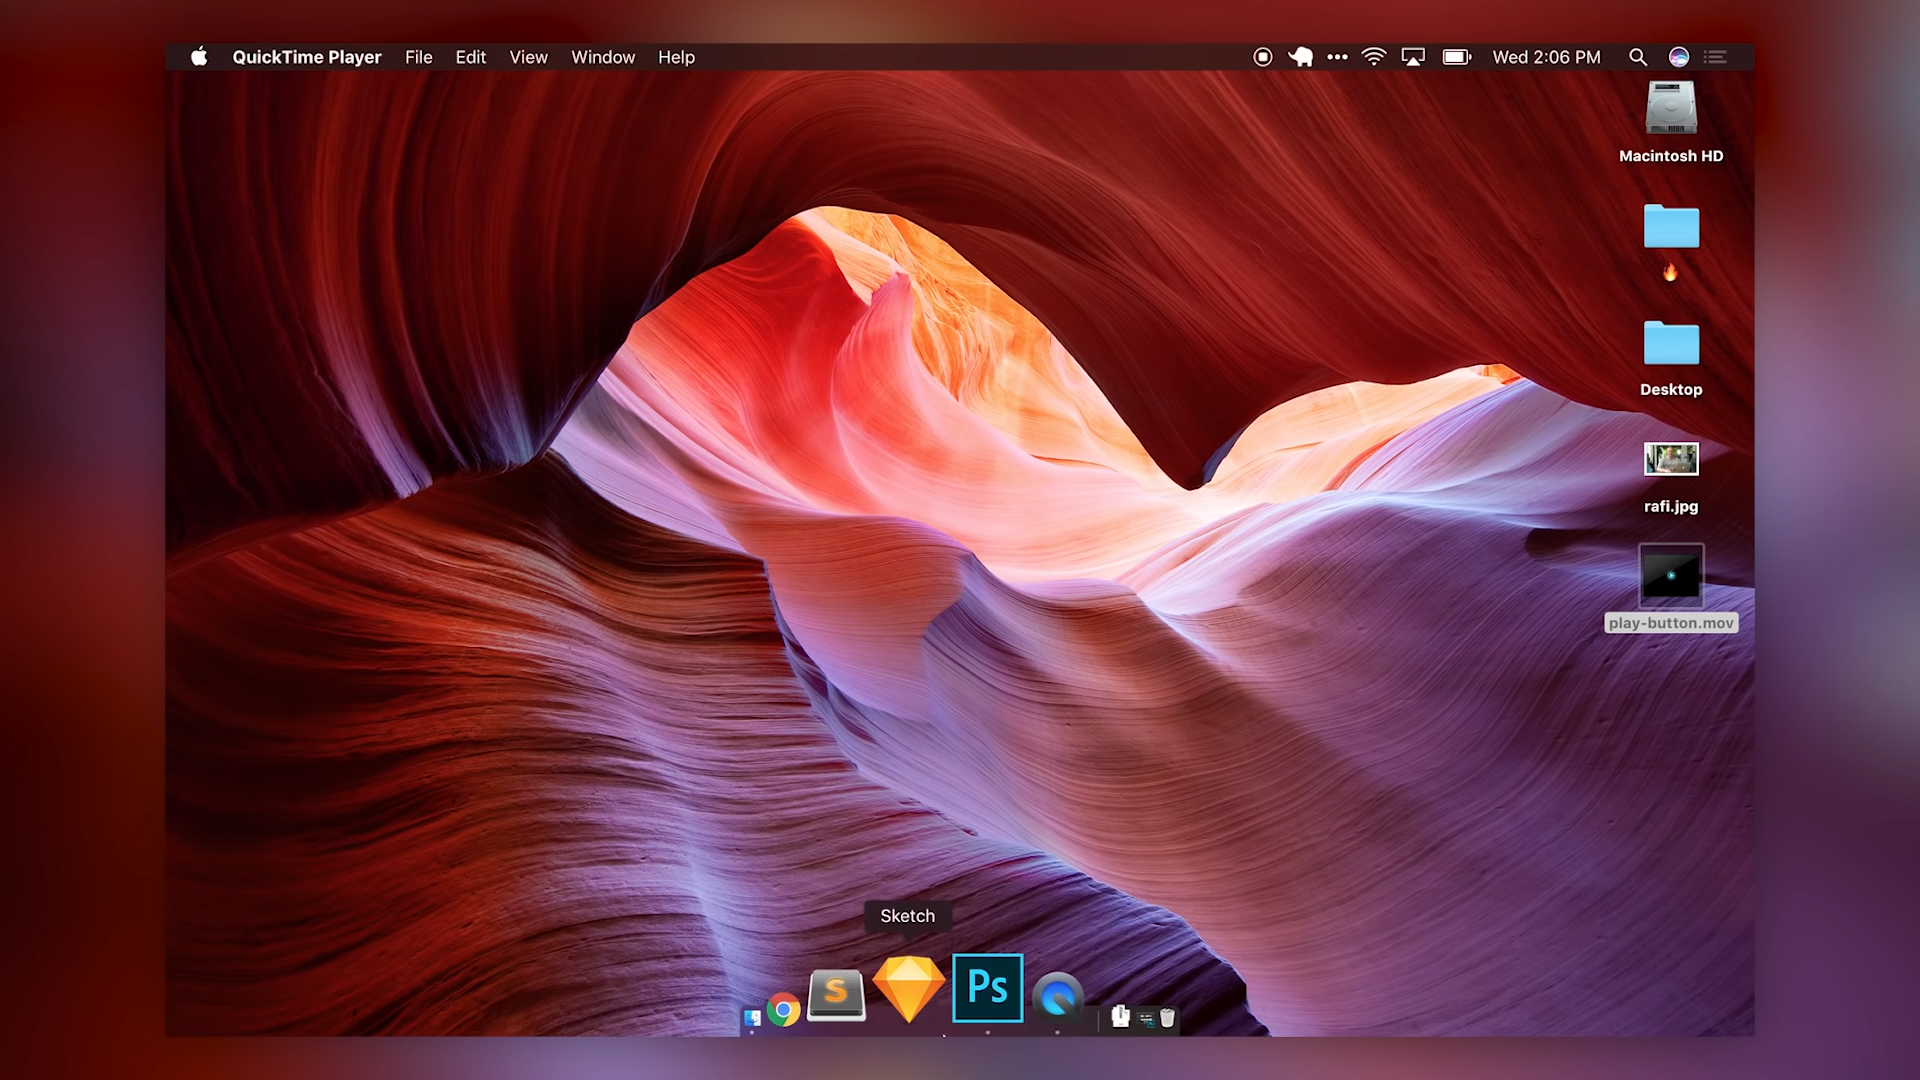 QuickTime Player File Edit View Window Help Wed 2:06 PM
Macintosh HD
🔥
Desktop
rafi.jpg
play-button.mov
Sketch
S
Ps